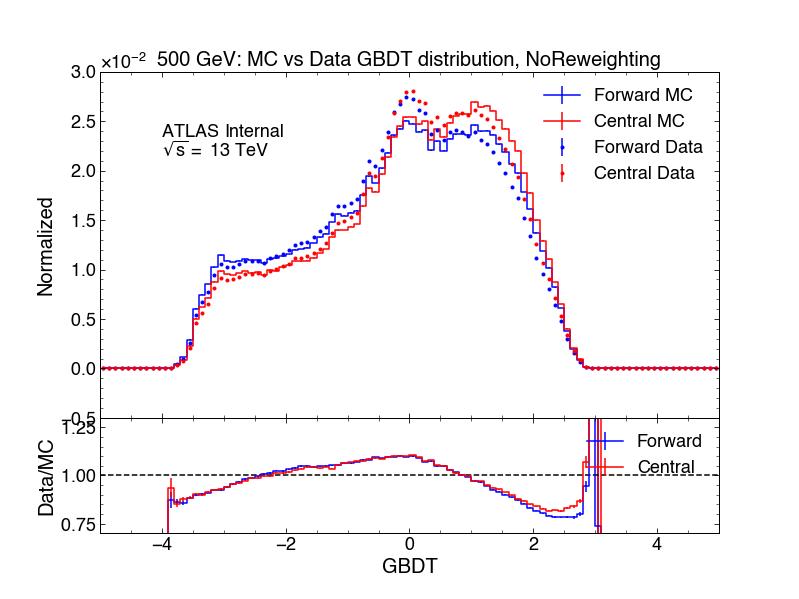 ×10⁻² 500 GeV: MC vs Data GBDT distribution, NoReweighting
3.0
2.5
2.0
1.5
1.0
0.5
0.0
−0.5
Normalized
ATLAS Internal
√s = 13 TeV
Forward MC
Central MC
Forward Data
Central Data
1.25
1.00
0.75
Data/MC
Forward
Central
−4 −2 0 2 4
GBDT